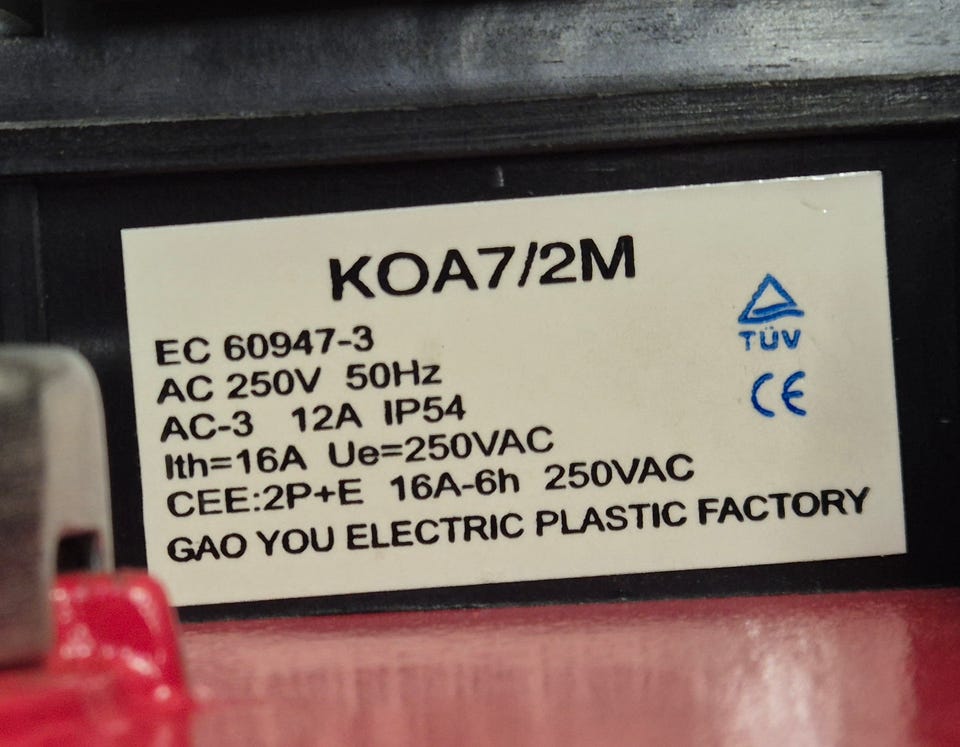 KOA7/2M
EC 60947-3
AC 250V 50Hz
AC-3 12A IP54
Ith=16A Ue=250VAC
CEE:2P+E 16A-6h 250VAC
GAO YOU ELECTRIC PLASTIC FACTORY
TÜV
CE